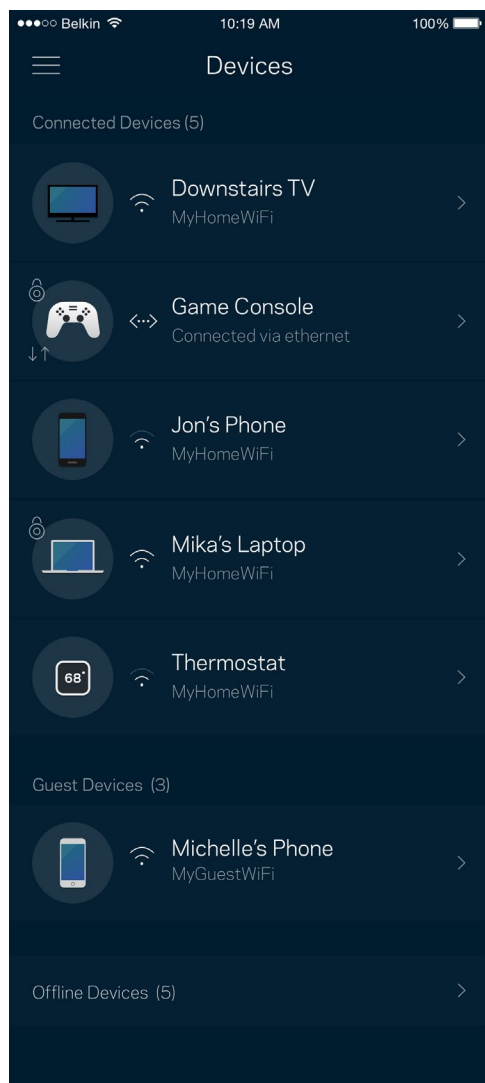 Belkin 10:19 AM 100%
Devices
Connected Devices (5)
Downstairs TV
MyHomeWiFi
Game Console
Connected via ethernet
Jon's Phone
MyHomeWiFi
Mika's Laptop
MyHomeWiFi
68°
Thermostat
MyHomeWiFi
Guest Devices (3)
Michelle's Phone
MyGuestWiFi
Offline Devices (5)